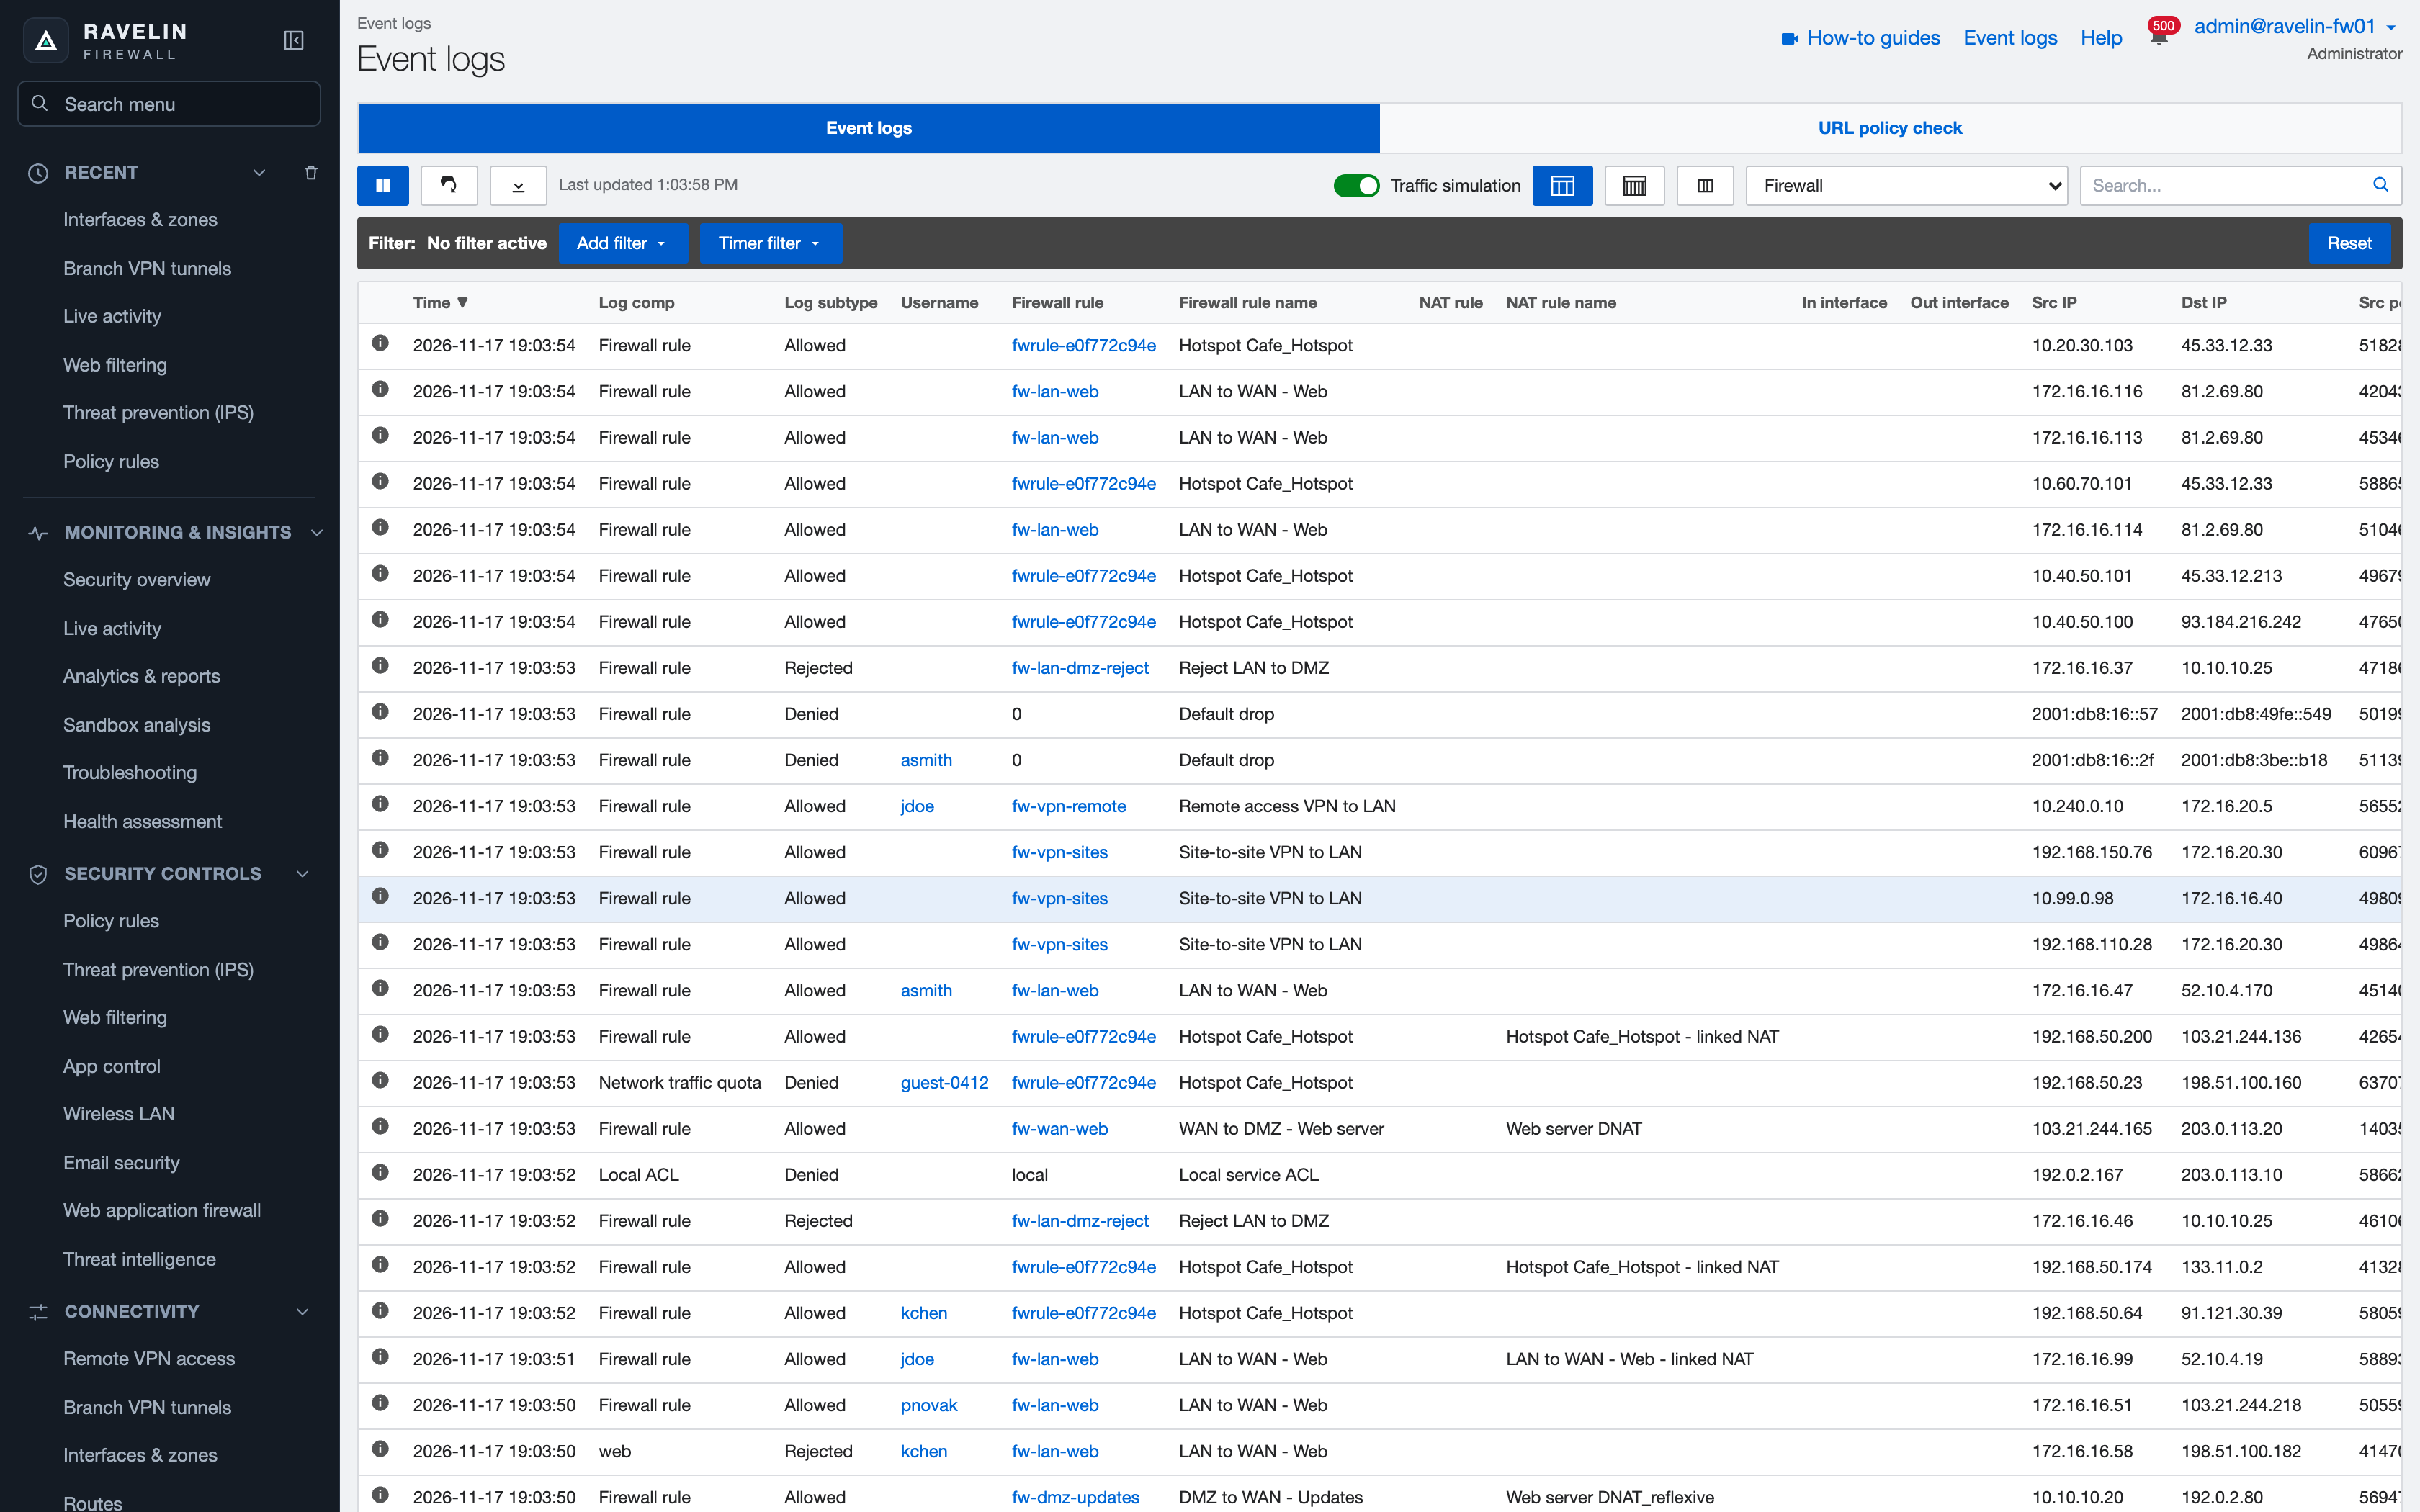 RAVELIN
FIREWALL
Search menu
RECENT
Interfaces & zones
Branch VPN tunnels
Live activity
Web filtering
Threat prevention (IPS)
Policy rules
MONITORING & INSIGHTS
Security overview
Live activity
Analytics & reports
Sandbox analysis
Troubleshooting
Health assessment
SECURITY CONTROLS
Policy rules
Threat prevention (IPS)
Web filtering
App control
Wireless LAN
Email security
Web application firewall
Threat intelligence
CONNECTIVITY
Remote VPN access
Branch VPN tunnels
Interfaces & zones
Routes
Event logs
Event logs
How-to guides Event logs Help 500 admin@ravelin-fw01
Administrator
Event logs URL policy check
Last updated 1:03:58 PM Traffic simulation Firewall Search...
Filter: No filter active Add filter Timer filter Reset
Time ▼ Log comp Log subtype Username Firewall rule Firewall rule name NAT rule NAT rule name In interface Out interface Src IP Dst IP Src
2026-11-17 19:03:54 Firewall rule Allowed fwrule-e0f772c94e Hotspot Cafe_Hotspot 10.20.30.103 45.33.12.33 5182
2026-11-17 19:03:54 Firewall rule Allowed fw-lan-web LAN to WAN - Web 172.16.16.116 81.2.69.80 4204
2026-11-17 19:03:54 Firewall rule Allowed fw-lan-web LAN to WAN - Web 172.16.16.113 81.2.69.80 4534
2026-11-17 19:03:54 Firewall rule Allowed fwrule-e0f772c94e Hotspot Cafe_Hotspot 10.60.70.101 45.33.12.33 5886
2026-11-17 19:03:54 Firewall rule Allowed fw-lan-web LAN to WAN - Web 172.16.16.114 81.2.69.80 5104
2026-11-17 19:03:54 Firewall rule Allowed fwrule-e0f772c94e Hotspot Cafe_Hotspot 10.40.50.101 45.33.12.213 4967
2026-11-17 19:03:54 Firewall rule Allowed fwrule-e0f772c94e Hotspot Cafe_Hotspot 10.40.50.100 93.184.216.242 4765
2026-11-17 19:03:53 Firewall rule Rejected fw-lan-dmz-reject Reject LAN to DMZ 172.16.16.37 10.10.10.25 4718
2026-11-17 19:03:53 Firewall rule Denied 0 Default drop 2001:db8:16::57 2001:db8:49fe::549 5019
2026-11-17 19:03:53 Firewall rule Denied asmith 0 Default drop 2001:db8:16::2f 2001:db8:3be::b18 5113
2026-11-17 19:03:53 Firewall rule Allowed jdoe fw-vpn-remote Remote access VPN to LAN 10.240.0.10 172.16.20.5 5655
2026-11-17 19:03:53 Firewall rule Allowed fw-vpn-sites Site-to-site VPN to LAN 192.168.150.76 172.16.20.30 6096
2026-11-17 19:03:53 Firewall rule Allowed fw-vpn-sites Site-to-site VPN to LAN 10.99.0.98 172.16.16.40 4980
2026-11-17 19:03:53 Firewall rule Allowed fw-vpn-sites Site-to-site VPN to LAN 192.168.110.28 172.16.20.30 4986
2026-11-17 19:03:53 Firewall rule Allowed asmith fw-lan-web LAN to WAN - Web 172.16.16.47 52.10.4.170 4514
2026-11-17 19:03:53 Firewall rule Allowed fwrule-e0f772c94e Hotspot Cafe_Hotspot Hotspot Cafe_Hotspot - linked NAT 192.168.50.200 103.21.244.136 4265
2026-11-17 19:03:53 Network traffic quota Denied guest-0412 fwrule-e0f772c94e Hotspot Cafe_Hotspot 192.168.50.23 198.51.100.160 6370
2026-11-17 19:03:53 Firewall rule Allowed fw-wan-web WAN to DMZ - Web server Web server DNAT 103.21.244.165 203.0.113.20 1403
2026-11-17 19:03:52 Local ACL Denied local Local service ACL 192.0.2.167 203.0.113.10 5866
2026-11-17 19:03:52 Firewall rule Rejected fw-lan-dmz-reject Reject LAN to DMZ 172.16.16.46 10.10.10.25 4610
2026-11-17 19:03:52 Firewall rule Allowed fwrule-e0f772c94e Hotspot Cafe_Hotspot Hotspot Cafe_Hotspot - linked NAT 192.168.50.174 133.11.0.2 4132
2026-11-17 19:03:52 Firewall rule Allowed kchen fwrule-e0f772c94e Hotspot Cafe_Hotspot 192.168.50.64 91.121.30.39 5805
2026-11-17 19:03:51 Firewall rule Allowed jdoe fw-lan-web LAN to WAN - Web LAN to WAN - Web - linked NAT 172.16.16.99 52.10.4.19 5889
2026-11-17 19:03:50 Firewall rule Allowed pnovak fw-lan-web LAN to WAN - Web 172.16.16.51 103.21.244.218 5055
2026-11-17 19:03:50 web Rejected kchen fw-lan-web LAN to WAN - Web 172.16.16.58 198.51.100.182 4147
2026-11-17 19:03:50 Firewall rule Allowed fw-dmz-updates DMZ to WAN - Updates Web server DNAT_reflexive 10.10.10.20 192.0.2.80 5694